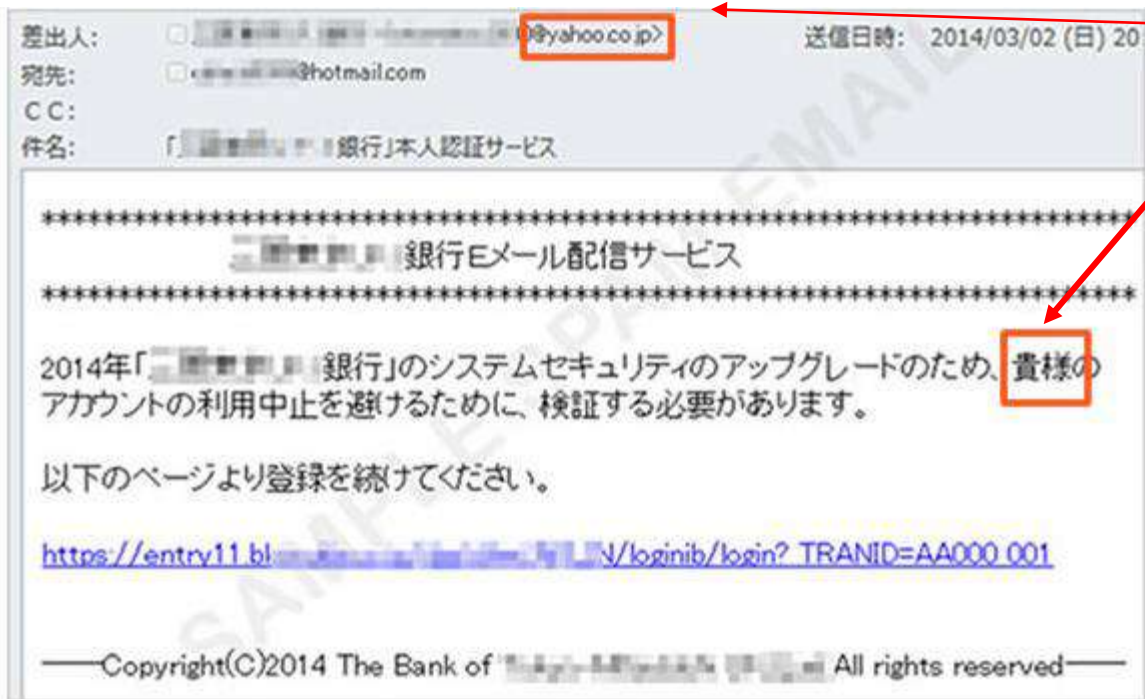 差出人: @yahoo.co.jp> 送信日時: 2014/03/02 (日) 20
宛先: @hotmail.com
CC:
件名: 「 銀行」本人認証サービス
******************************************************************************
銀行Eメール配信サービス
******************************************************************************
2014年「 銀行」のシステムセキュリティのアップグレードのため、貴様の
アカウントの利用中止を避けるために、検証する必要があります。
以下のページより登録を続けてください。
https://entry11.b /loginib/login?_TRANID=AA000_001
――Copyright(C)2014 The Bank of All rights reserved――
SAMPLE SPAM EMAIL